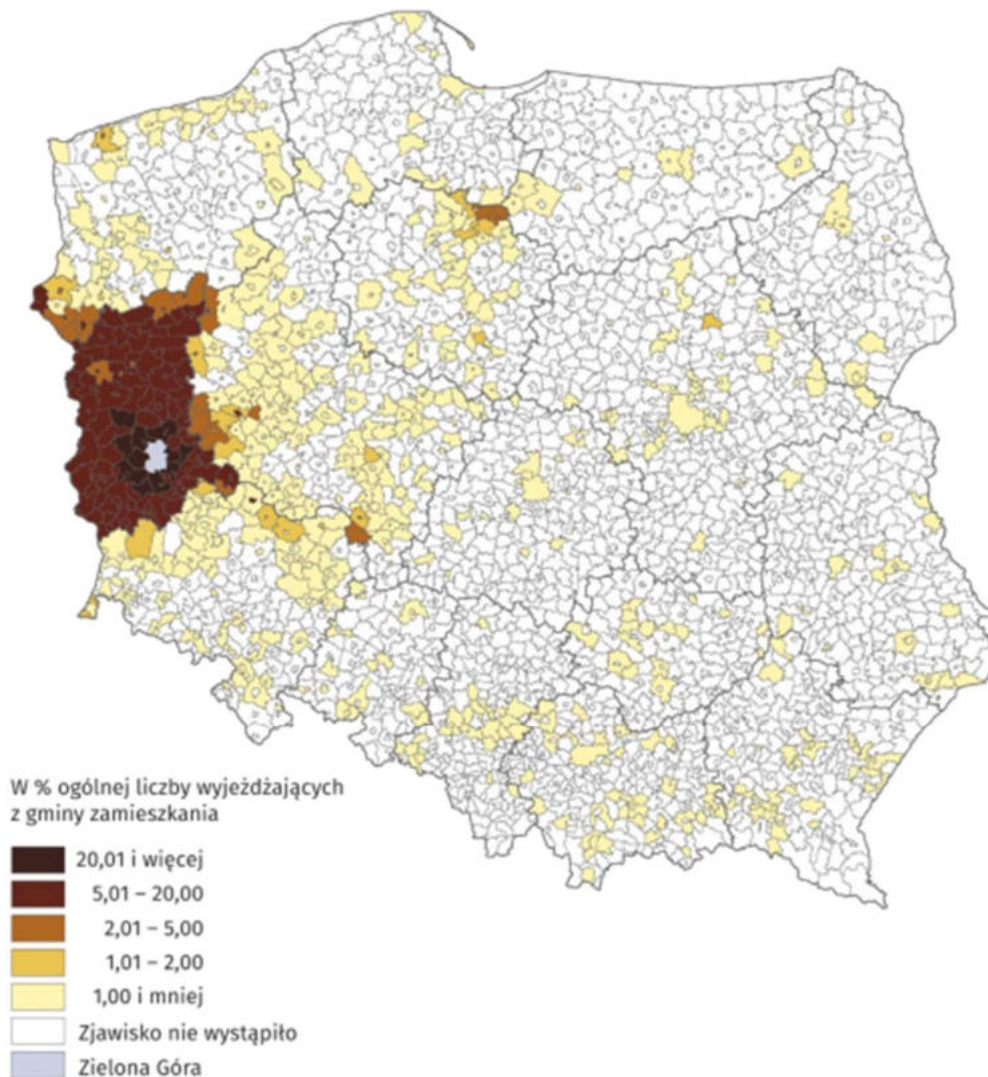 W % ogólnej liczby wyjeżdżających
z gminy zamieszkania
20,01 i więcej
5,01 – 20,00
2,01 – 5,00
1,01 – 2,00
1,00 i mniej
Zjawisko nie wystąpiło
Zielona Góra